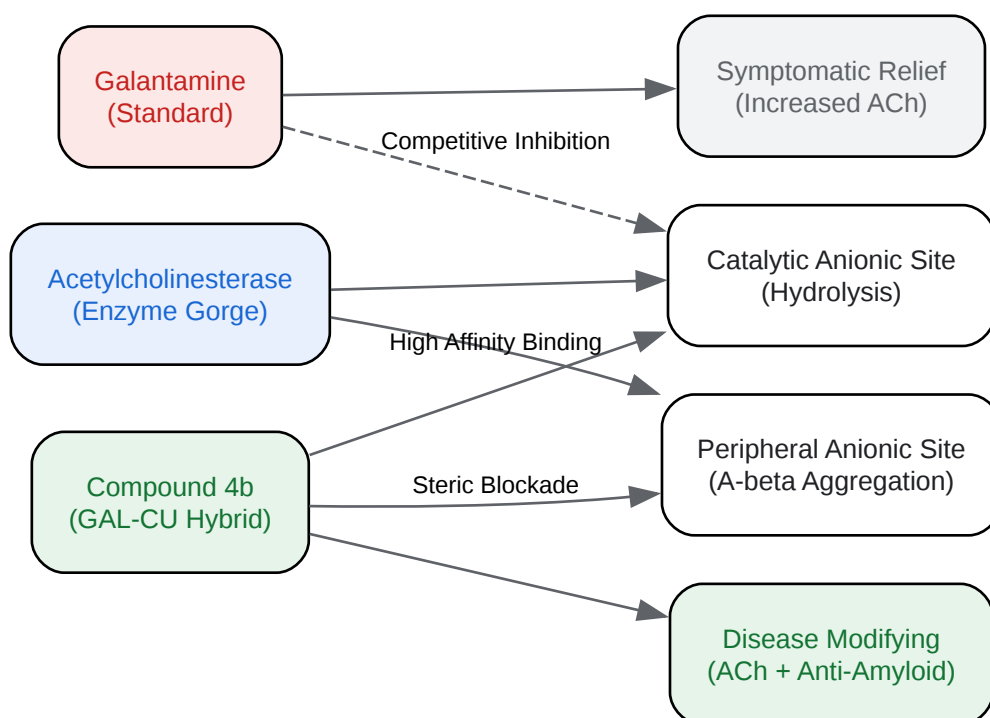 Galantamine
(Standard)
Symptomatic Relief
(Increased ACh)
Competitive Inhibition
Acetylcholinesterase
(Enzyme Gorge)
Catalytic Anionic Site
(Hydrolysis)
High Affinity Binding
Compound 4b
(GAL-CU Hybrid)
Steric Blockade
Peripheral Anionic Site
(A-beta Aggregation)
Disease Modifying
(ACh + Anti-Amyloid)